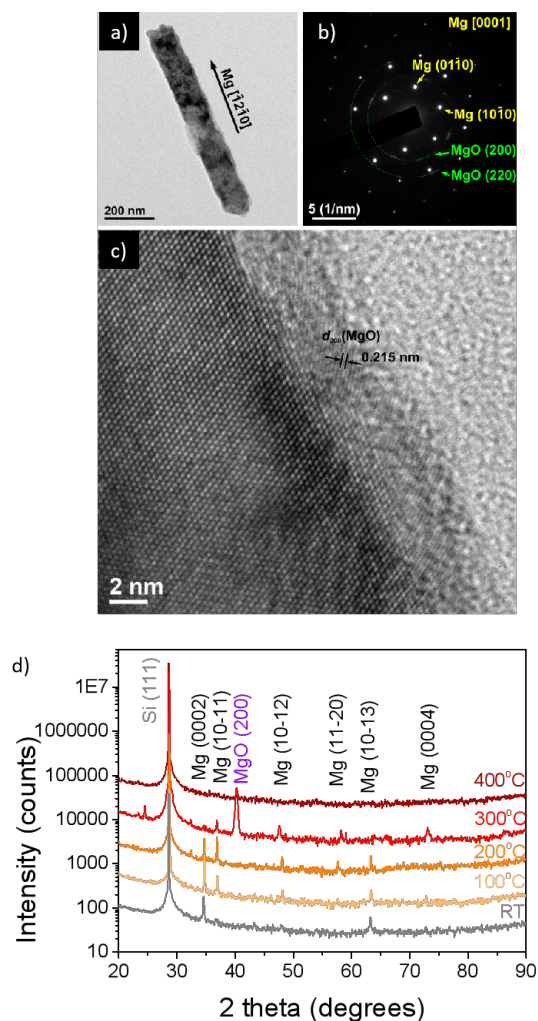 a)
Mg [1̄21̄0]
200 nm
b)
Mg [0001]
Mg (011̄0)
Mg (101̄0)
MgO (200)
MgO (220)
5 (1/nm)
c)
d₂₀₀(MgO)
0.215 nm
2 nm
d)
Si (111)
Mg (0002)
Mg (10-11)
MgO (200)
Mg (10-12)
Mg (11-20)
Mg (10-13)
Mg (0004)
1E7
1000000
100000
10000
1000
100
10
400°C
300°C
200°C
100°C
RT
Intensity (counts)
20 30 40 50 60 70 80 90
2 theta (degrees)